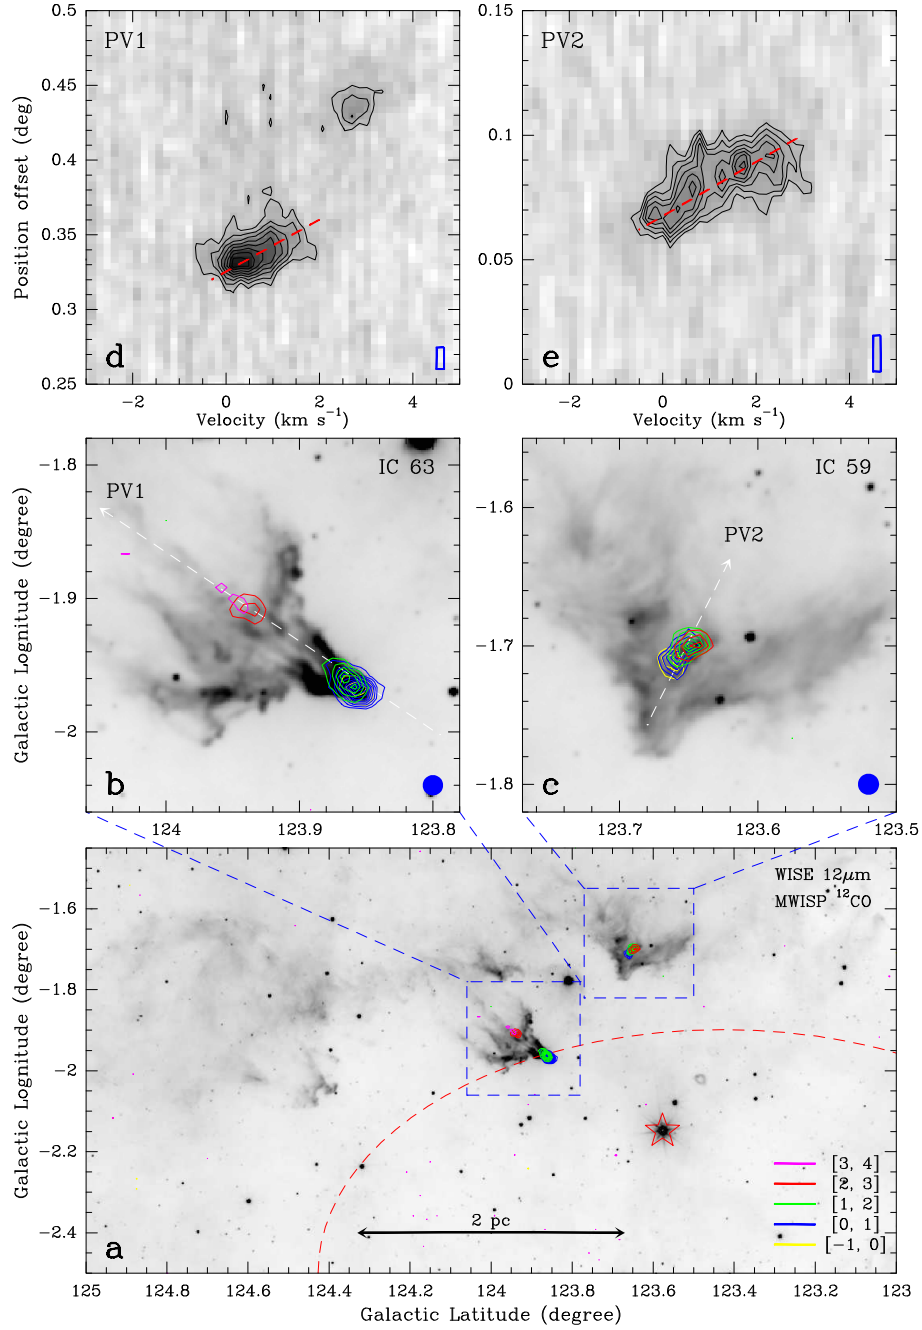 PV1
PV2
0.5
0.45
0.4
0.35
0.3
0.25
0.15
0.1
0.05
0
Position offset (deg)
d
e
−2
0
2
4
−2
0
2
4
Velocity (km s⁻¹)
Velocity (km s⁻¹)
IC 63
IC 59
PV1
PV2
−1.8
−1.9
−2
−1.6
−1.7
−1.8
Galactic Lognitude (degree)
b
c
124
123.9
123.8
123.7
123.6
123.5
WISE 12μm
MWISP ¹²CO
−1.6
−1.8
−2
−2.2
−2.4
Galactic Lognitude (degree)
[3, 4]
[2, 3]
[1, 2]
[0, 1]
[−1, 0]
2 pc
a
125
124.8
124.6
124.4
124.2
124
123.8
123.6
123.4
123.2
123
Galactic Latitude (degree)